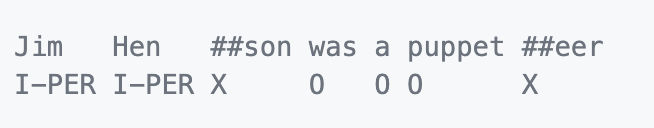 Jim Hen ##son was a puppet ##eer
I-PER I-PER X O O O X